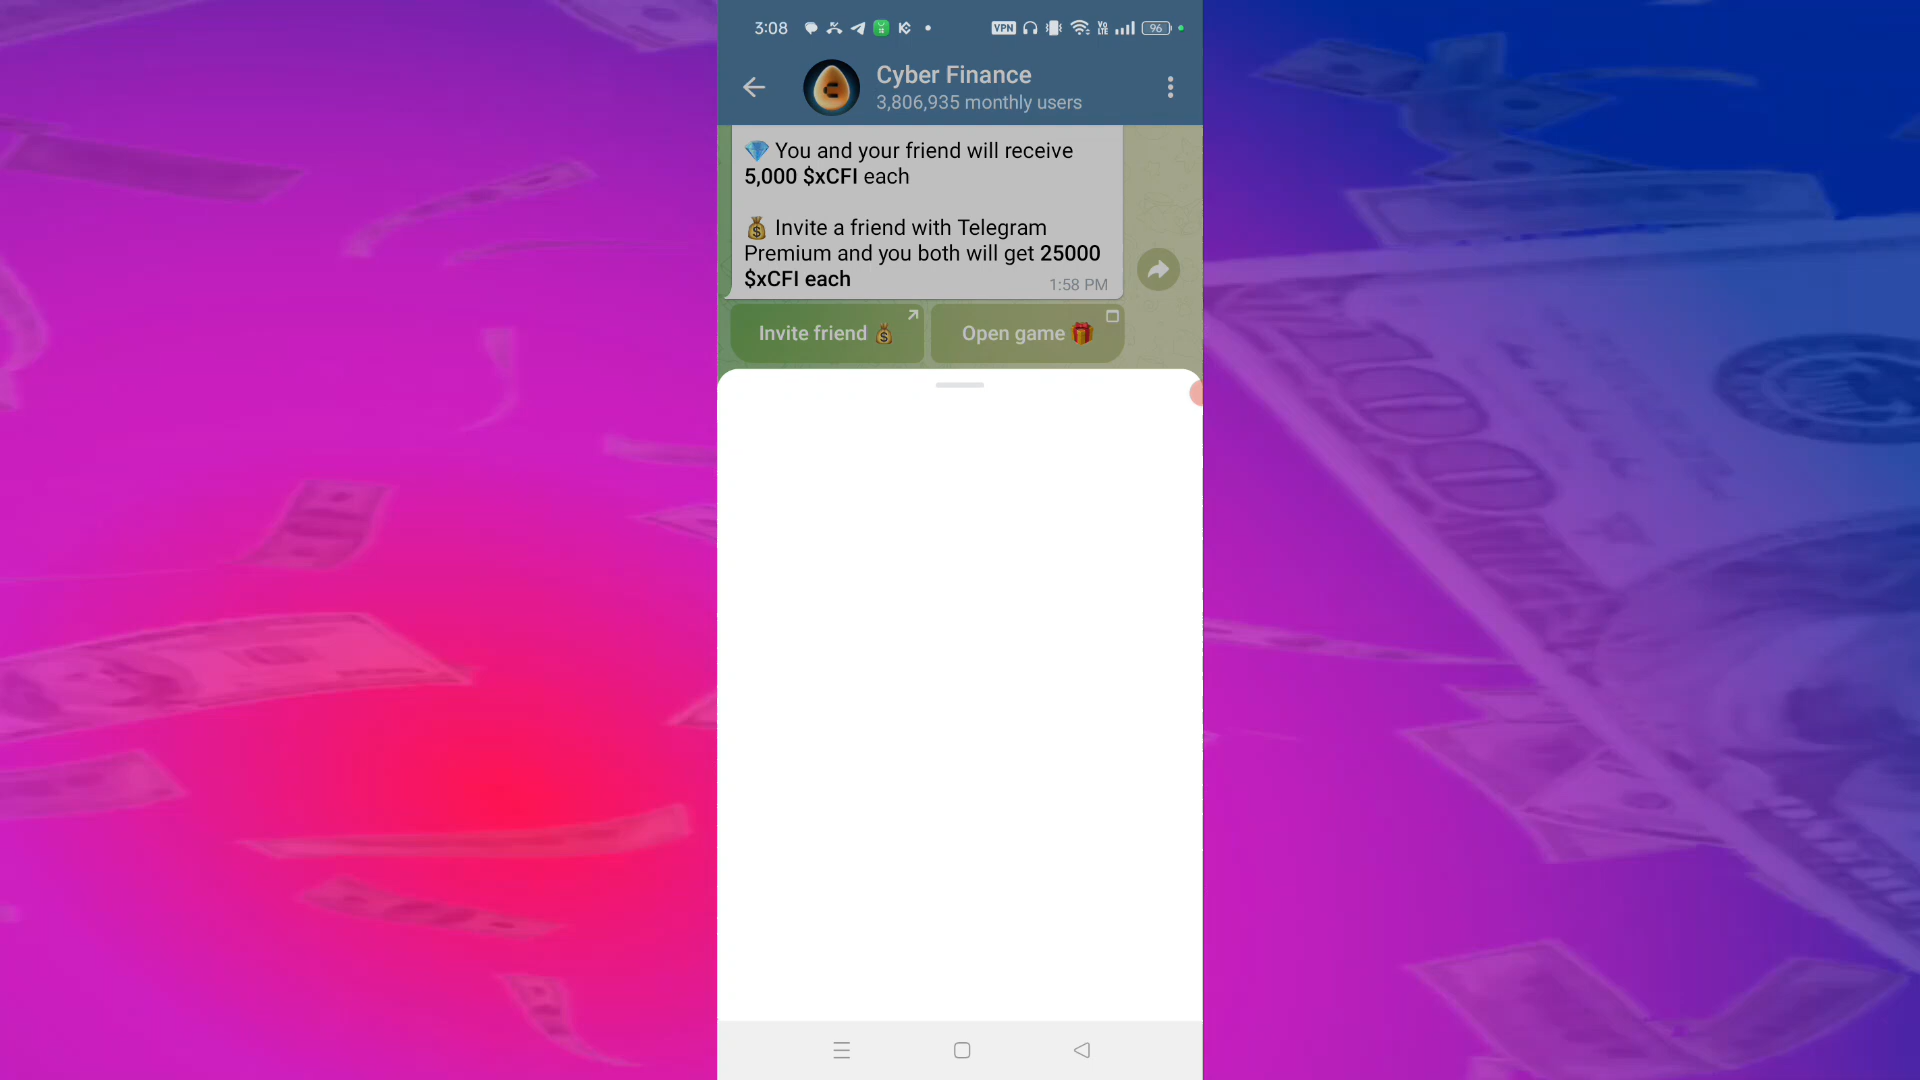 3:08
VPN
96
Cyber Finance
3,806,935 monthly users
💎 You and your friend will receive
5,000 $xCFI each
💰 Invite a friend with Telegram
Premium and you both will get 25000
$xCFI each
1:58 PM
Invite friend 💰
Open game 🎁